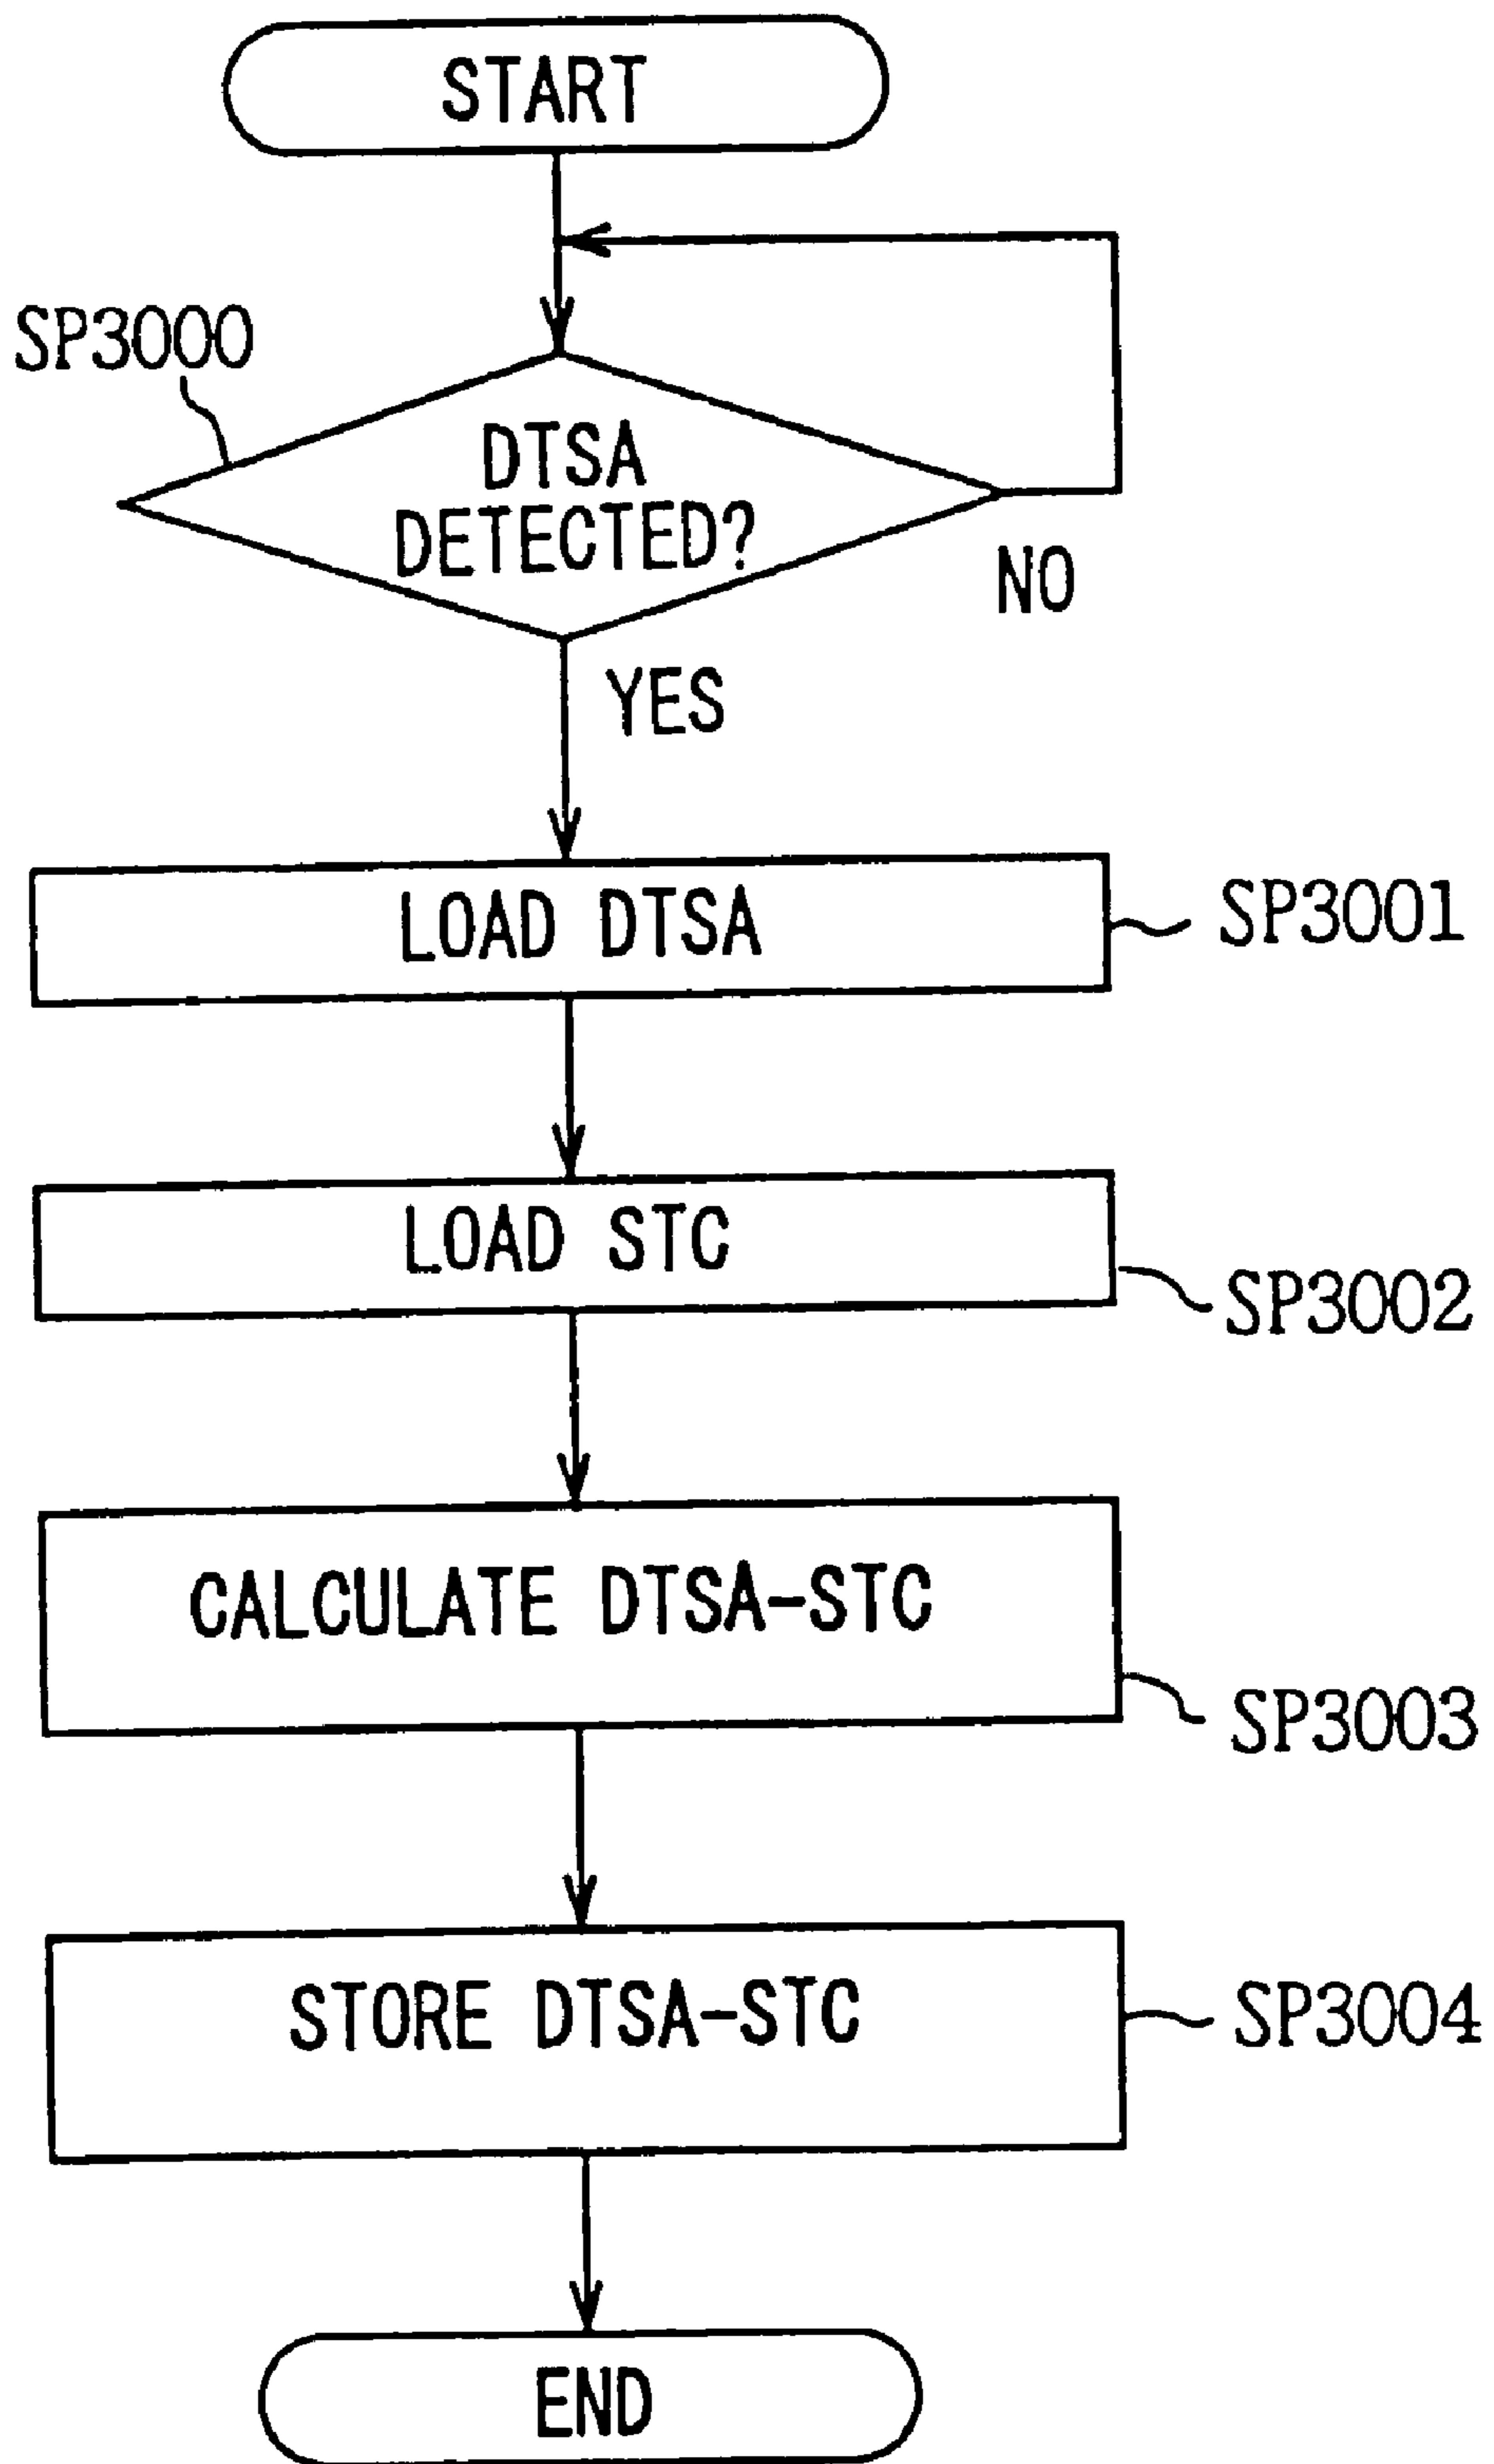 START
SP3000
DTSA
DETECTED?
NO
YES
LOAD DTSA
SP3001
LOAD STC
SP3002
CALCULATE DTSA-STC
SP3003
STORE DTSA-STC
SP3004
END